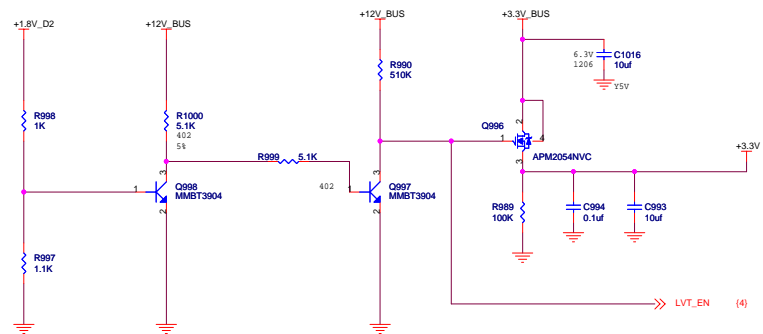 +1.8V_D2
+12V_BUS
+12V_BUS
+3.3V_BUS
6.3V
1206
C1016
10uf
Y5V
R990
510K
R998
1K
R1000
5.1K
402
5%
Q996
2
1
4
3
APM2054NVC
+3.3V
R999
5.1K
3
1
2
Q998
MMBT3904
402
3
1
2
Q997
MMBT3904
R989
100K
C994
0.1uf
C993
10uf
R997
1.1K
LVT_EN
(4)